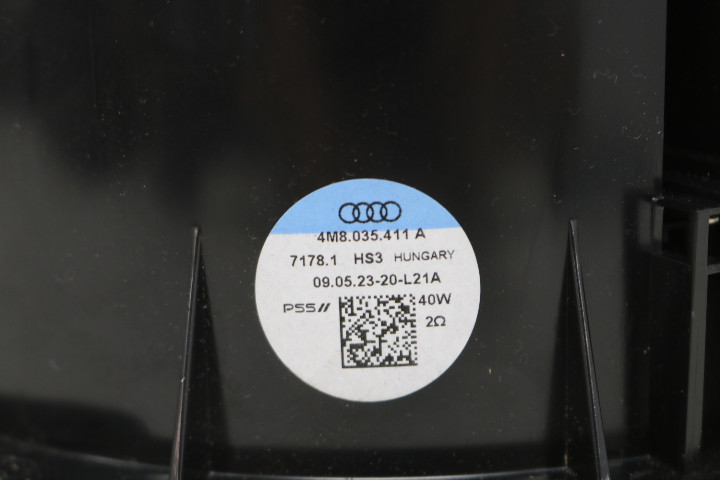 4M8.035.411 A
7178.1 HS3 HUNGARY
09.05.23-20-L21A
PSS// 40W
2Ω